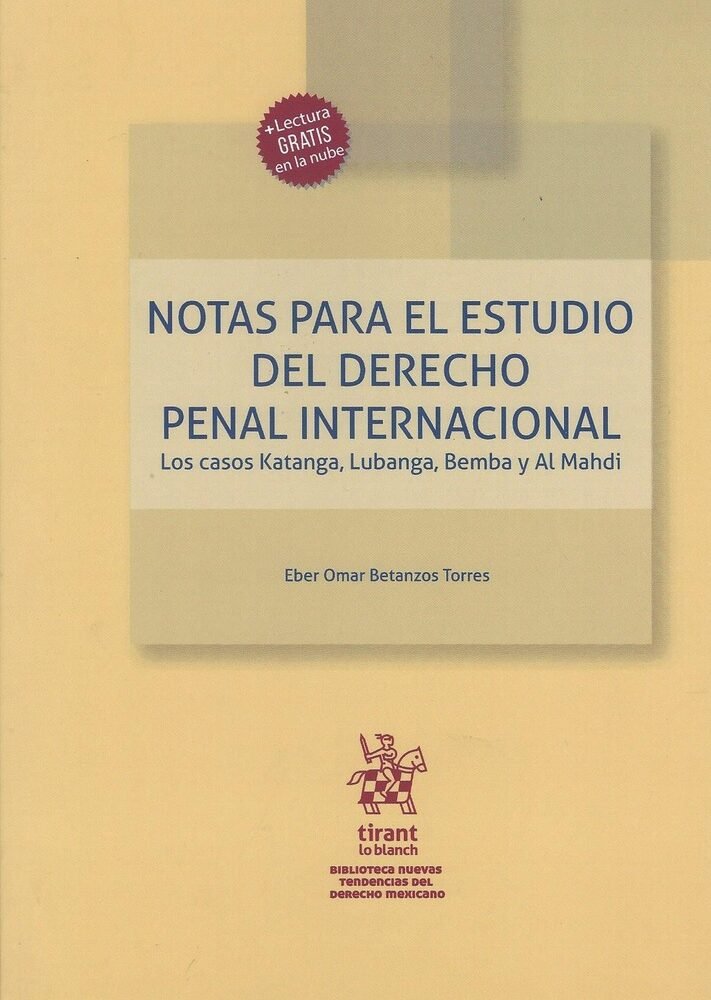 +Lectura
GRATIS
en la nube
NOTAS PARA EL ESTUDIO
DEL DERECHO
PENAL INTERNACIONAL
Los casos Katanga, Lubanga, Bemba y Al Mahdi
Eber Omar Betanzos Torres
tirant
lo blanch
BIBLIOTECA NUEVAS
TENDENCIAS DEL
DERECHO MEXICANO